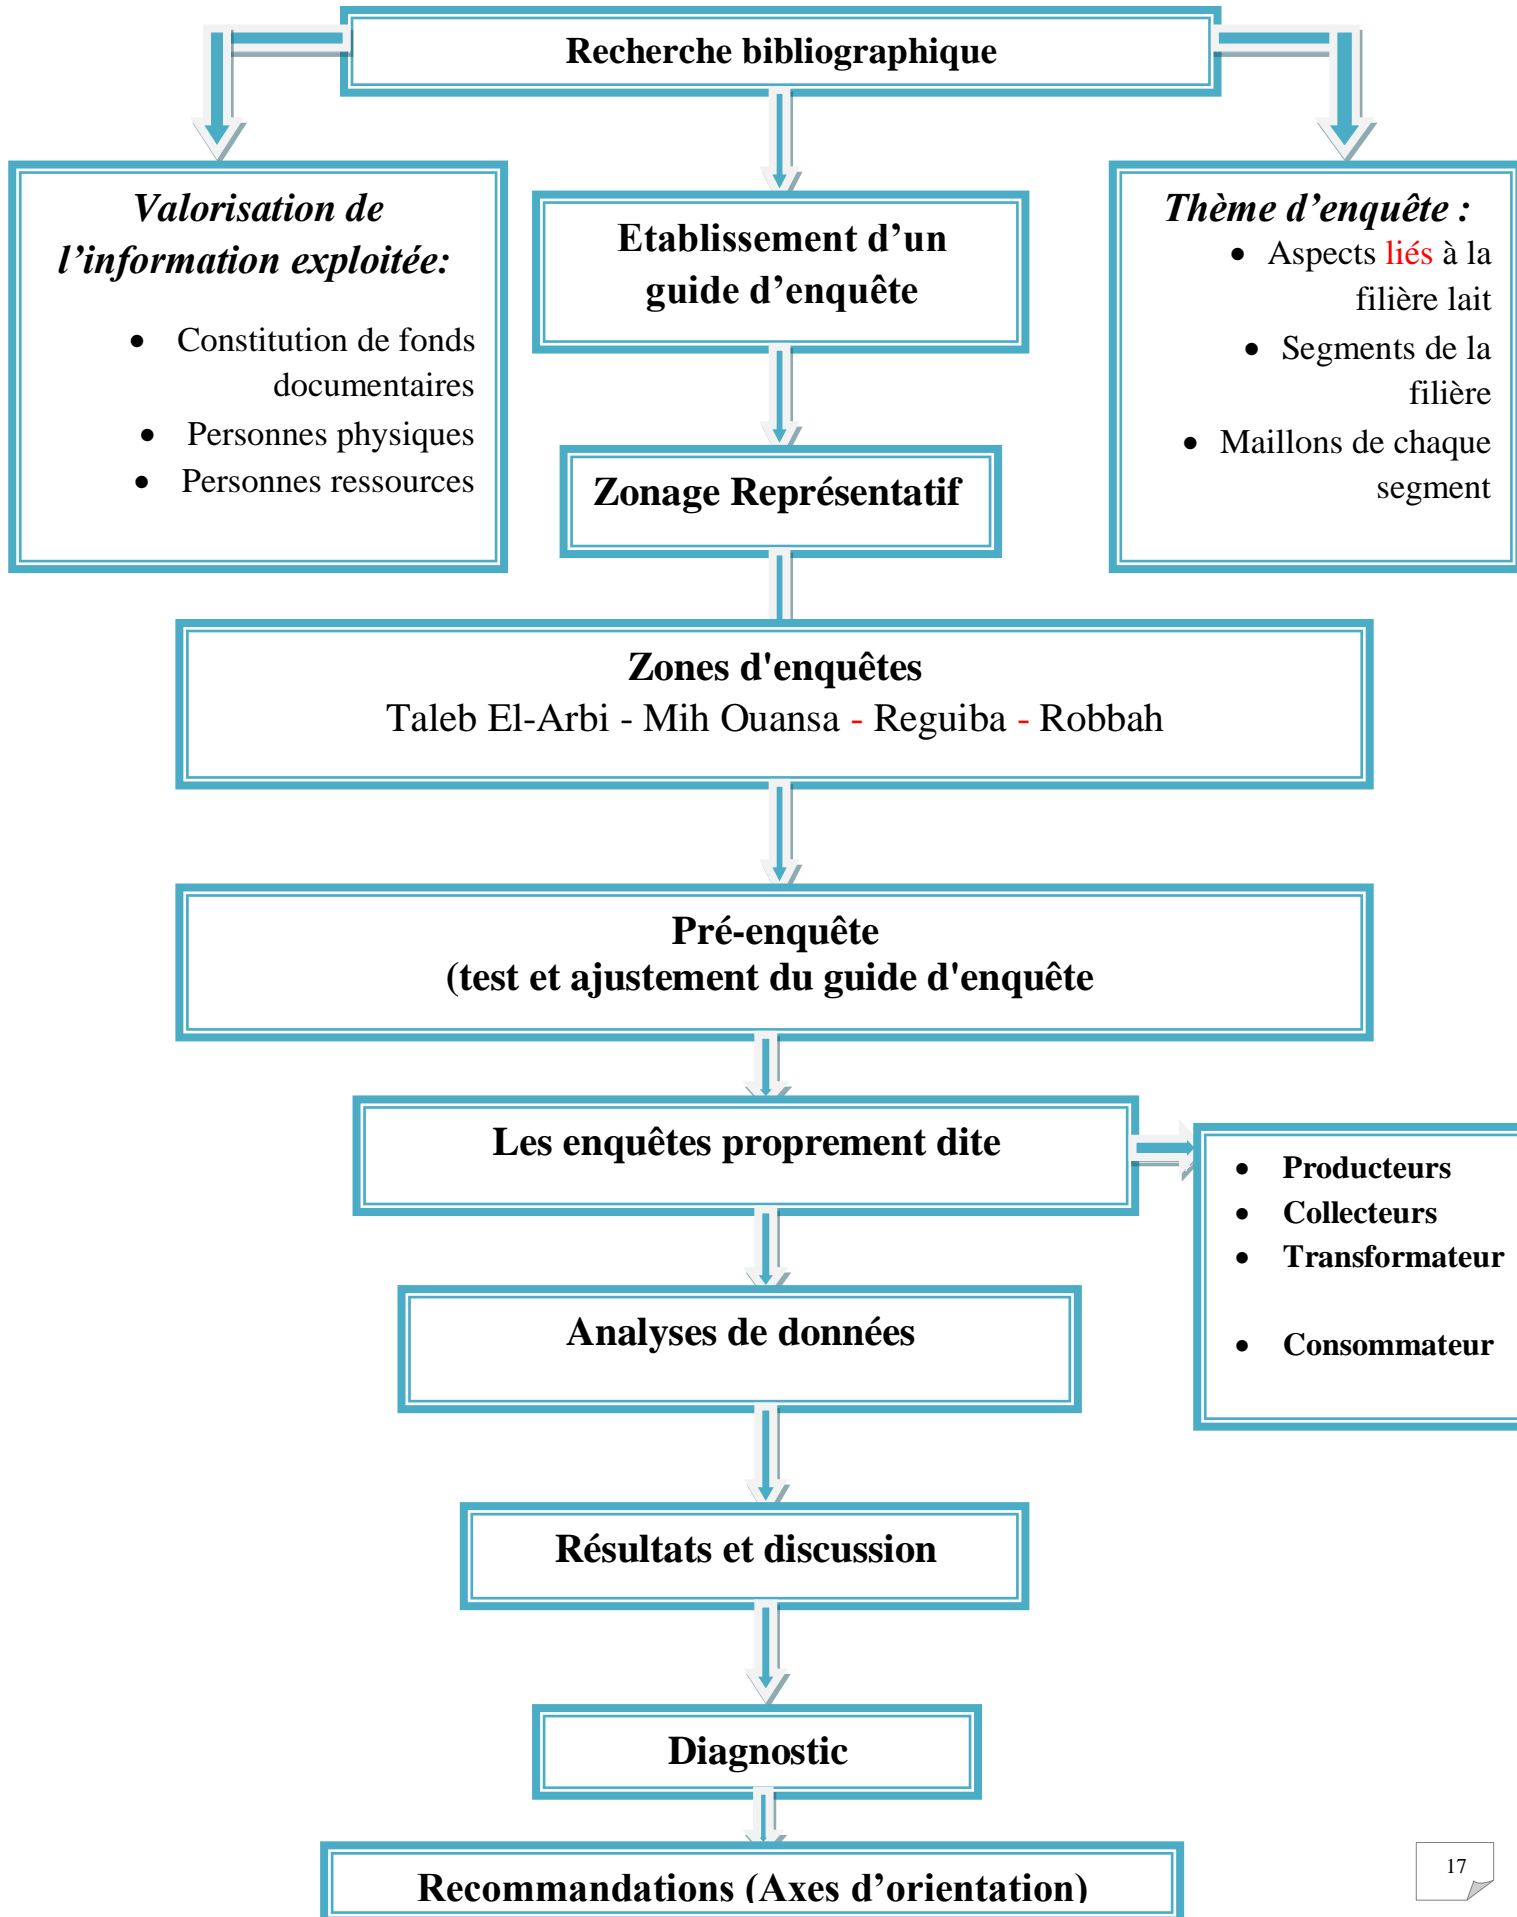 Recherche bibliographique
Valorisation de
l’information exploitée:
• Constitution de fonds
documentaires
• Personnes physiques
• Personnes ressources
Etablissement d’un
guide d’enquête
Thème d’enquête :
• Aspects liés à la
filière lait
• Segments de la
filière
• Maillons de chaque
segment
Zonage Représentatif
Zones d'enquêtes
Taleb El-Arbi - Mih Ouansa - Reguiba - Robbah
Pré-enquête
(test et ajustement du guide d'enquête
Les enquêtes proprement dite
• Producteurs
• Collecteurs
• Transformateur
• Consommateur
Analyses de données
Résultats et discussion
Diagnostic
Recommandations (Axes d’orientation)
17